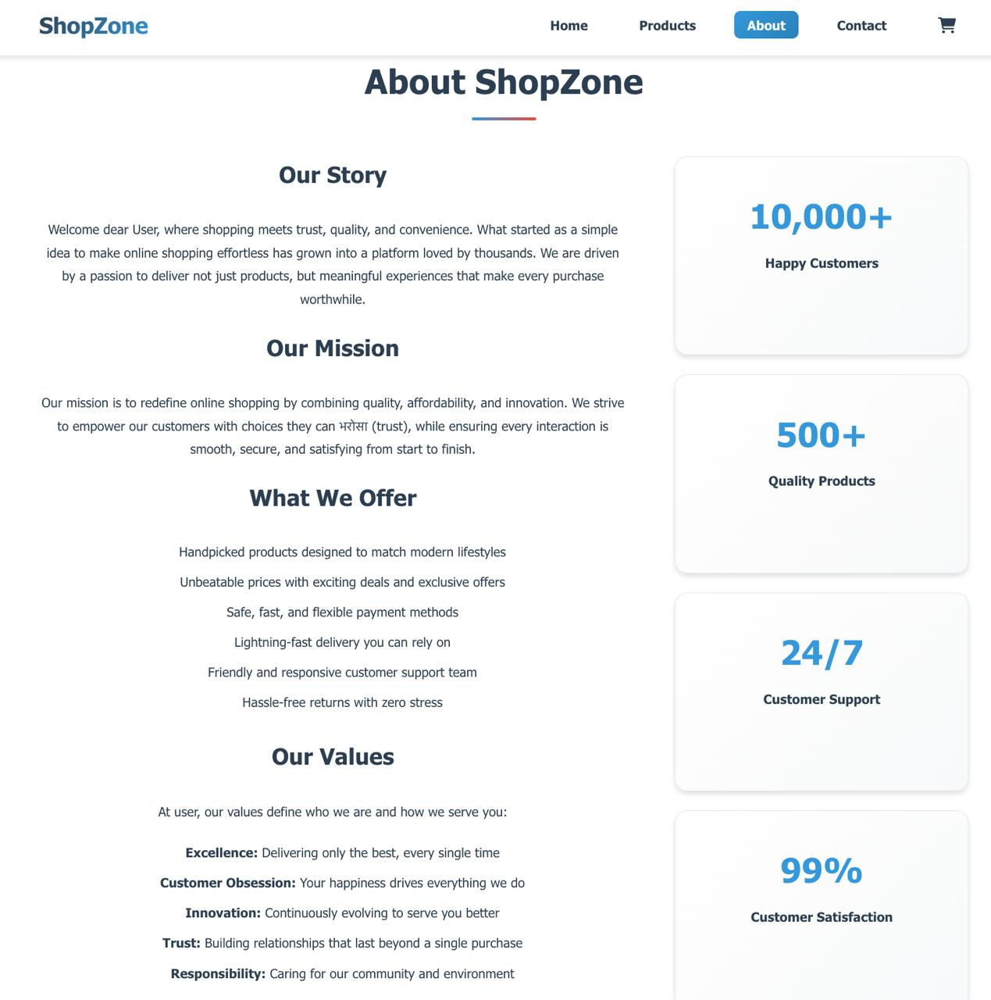 ShopZone
Home
Products
About
Contact
About ShopZone
Our Story
Welcome dear User, where shopping meets trust, quality, and convenience. What started as a simple
idea to make online shopping effortless has grown into a platform loved by thousands. We are driven
by a passion to deliver not just products, but meaningful experiences that make every purchase
worthwhile.
Our Mission
Our mission is to redefine online shopping by combining quality, affordability, and innovation. We strive
to empower our customers with choices they can भरोसा (trust), while ensuring every interaction is
smooth, secure, and satisfying from start to finish.
What We Offer
Handpicked products designed to match modern lifestyles
Unbeatable prices with exciting deals and exclusive offers
Safe, fast, and flexible payment methods
Lightning-fast delivery you can rely on
Friendly and responsive customer support team
Hassle-free returns with zero stress
Our Values
At user, our values define who we are and how we serve you:
Excellence: Delivering only the best, every single time
Customer Obsession: Your happiness drives everything we do
Innovation: Continuously evolving to serve you better
Trust: Building relationships that last beyond a single purchase
Responsibility: Caring for our community and environment
10,000+
Happy Customers
500+
Quality Products
24/7
Customer Support
99%
Customer Satisfaction